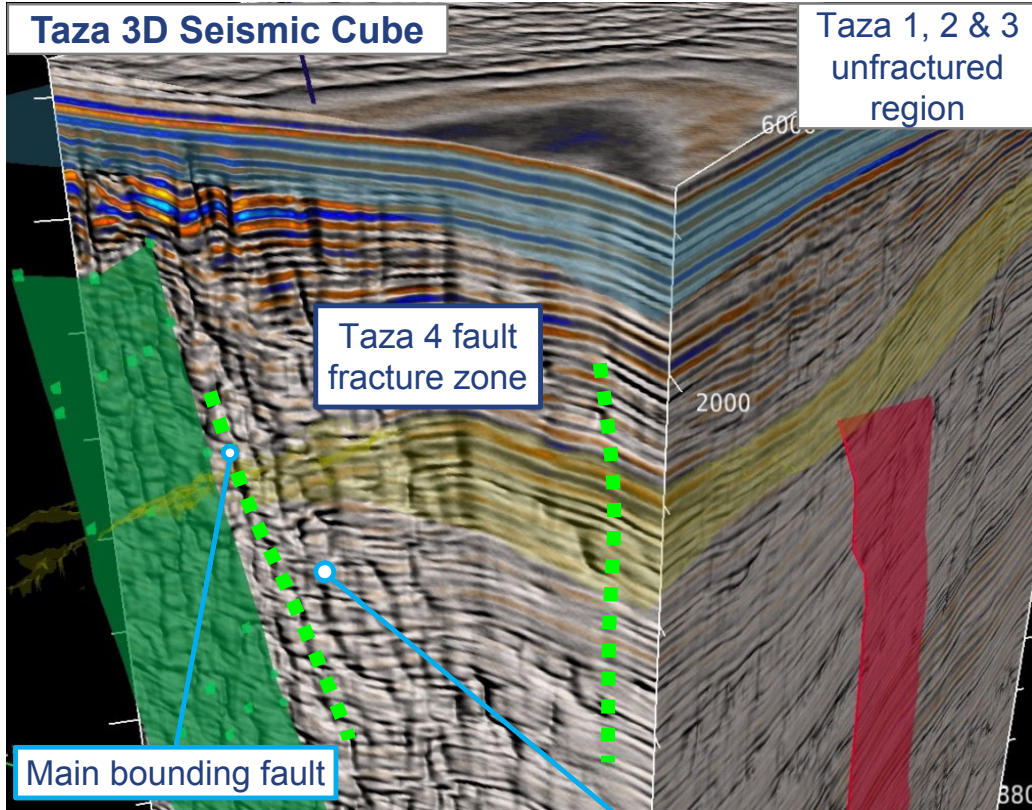 Taza 3D Seismic Cube
Taza 1, 2 & 3
unfractured
region
6000
Taza 4 fault
fracture zone
2000
Main bounding fault